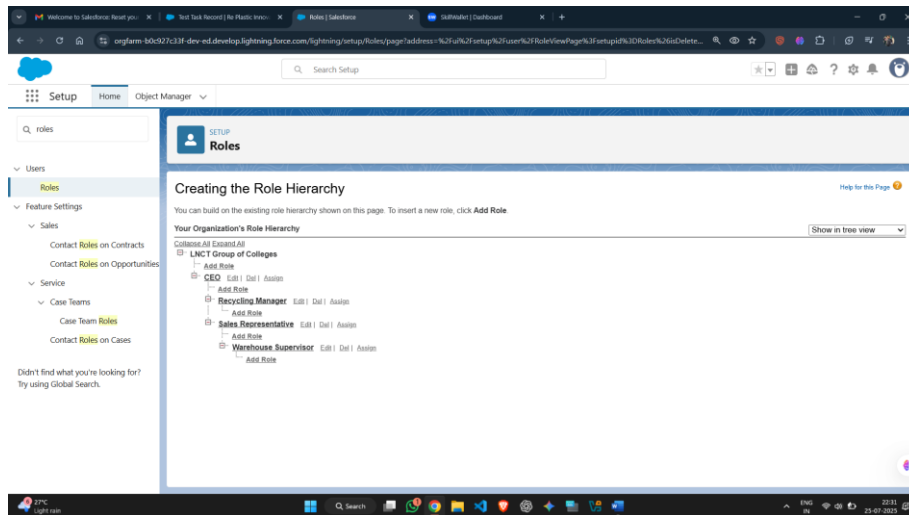 Welcome to Salesforce: Reset you
Test Task Record | Re Plastic Innov
Roles | Salesforce
SkillWallet | Dashboard
orgfarm-b0c927c33f-dev-ed.develop.lightning.force.com/lightning/setup/Roles/page?address=%2Fui%2Fsetup%2Fuser%2FRoleViewPage%3Fsetupid%3DRoles%26isDelete...
Search Setup
Setup
Home
Object Manager
roles
SETUP
Roles
Users
Roles
Feature Settings
Sales
Contact Roles on Contracts
Contact Roles on Opportunities
Service
Case Teams
Case Team Roles
Contact Roles on Cases
Didn't find what you're looking for?
Try using Global Search.
Creating the Role Hierarchy
Help for this Page
You can build on the existing role hierarchy shown on this page. To insert a new role, click Add Role.
Your Organization's Role Hierarchy
Show in tree view
Collapse All Expand All
LNCT Group of Colleges
Add Role
CEO Edit | Del | Assign
Add Role
Recycling Manager Edit | Del | Assign
Add Role
Sales Representative Edit | Del | Assign
Add Role
Warehouse Supervisor Edit | Del | Assign
Add Role
27°C
Light rain
Search
ENG
IN
22:31
25-07-2025